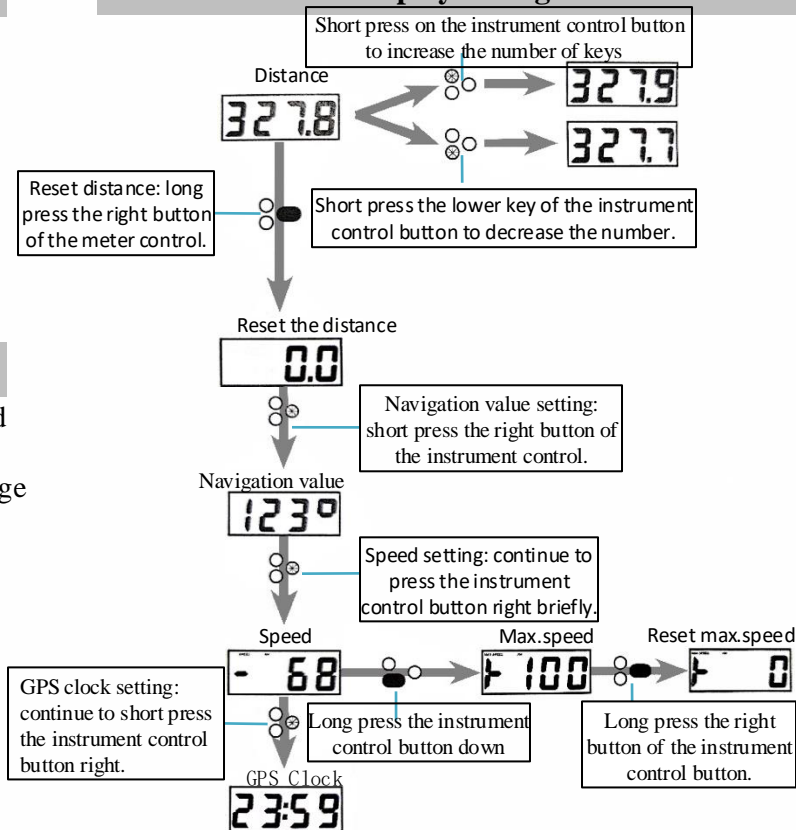 Short press on the instrument control button
to increase the number of keys
Distance
327.8
327.9
327.7
Reset distance: long
press the right button
of the meter control.
Short press the lower key of the instrument
control button to decrease the number.
Reset the distance
0.0
Navigation value setting:
short press the right button of
the instrument control.
Navigation value
123°
Speed setting: continue to
press the instrument
control button right briefly.
Speed
68
Max.speed
100
Reset max.speed
0
GPS clock setting:
continue to short press
the instrument control
button right.
Long press the instrument
control button down
Long press the right
button of the instrument
control button.
GPS Clock
23:59